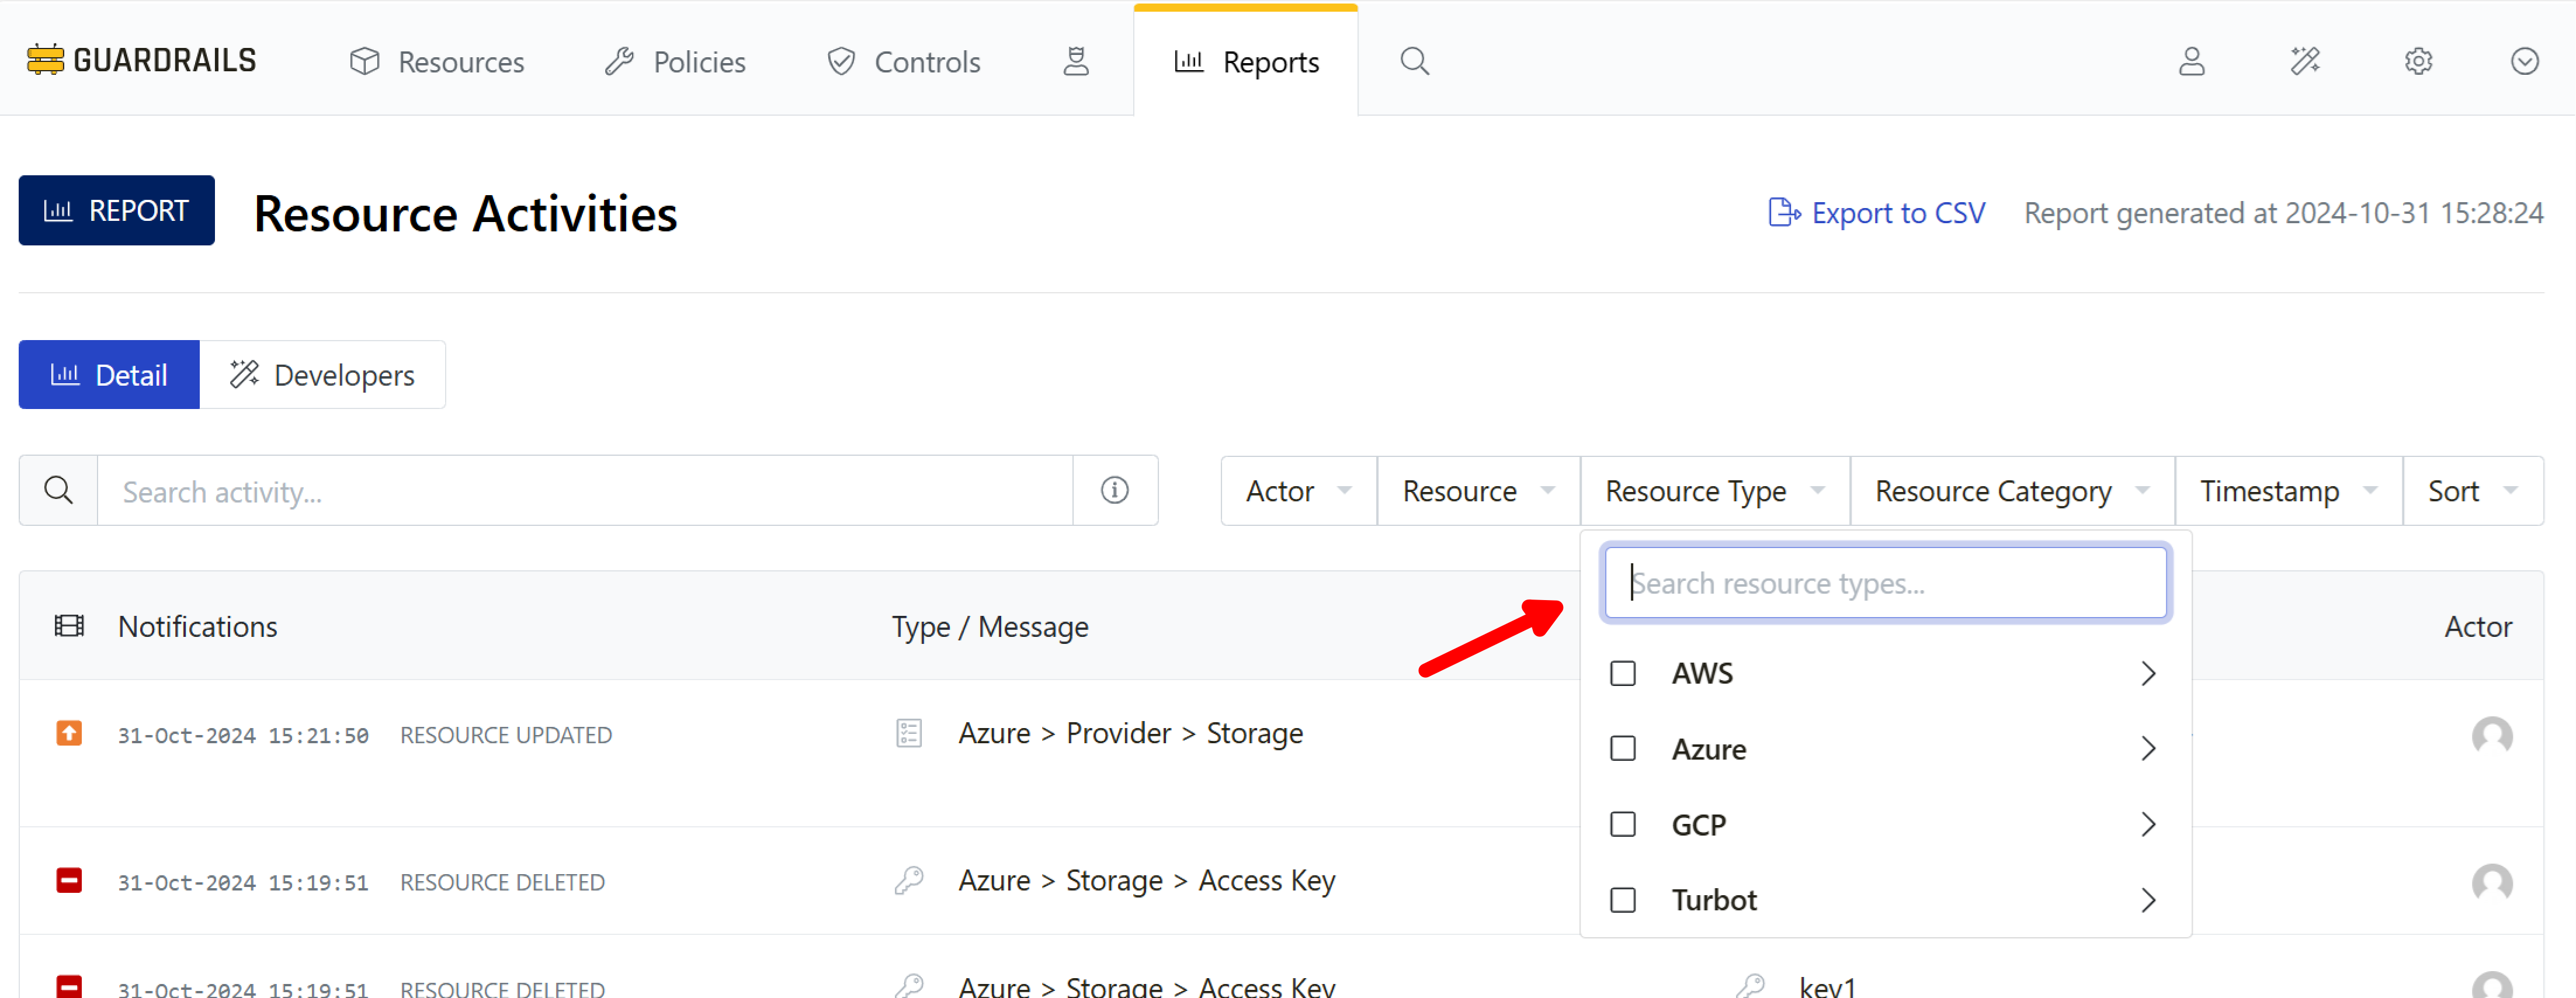 GUARDRAILS Resources Policies Controls Reports
REPORT Resource Activities Export to CSV Report generated at 2024-10-31 15:28:24
Detail Developers
Search activity... Actor Resource Resource Type Resource Category Timestamp Sort
Search resource types...
Notifications Type / Message Actor
AWS
31-Oct-2024 15:21:50 RESOURCE UPDATED Azure > Provider > Storage
Azure
GCP
31-Oct-2024 15:19:51 RESOURCE DELETED Azure > Storage > Access Key
Turbot
31-Oct-2024 15:19:51 RESOURCE DELETED Azure > Storage > Access Key key1